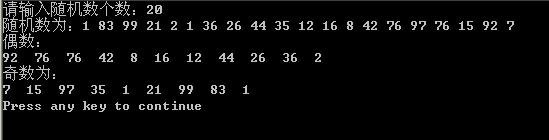 请输入随机数个数：20
随机数为：1 83 99 21 2 1 36 26 44 35 12 16 8 42 76 97 76 15 92 7
偶数：
92 76 76 42 8 16 12 44 26 36 2
奇数为：
7 15 97 35 1 21 99 83 1
Press any key to continue